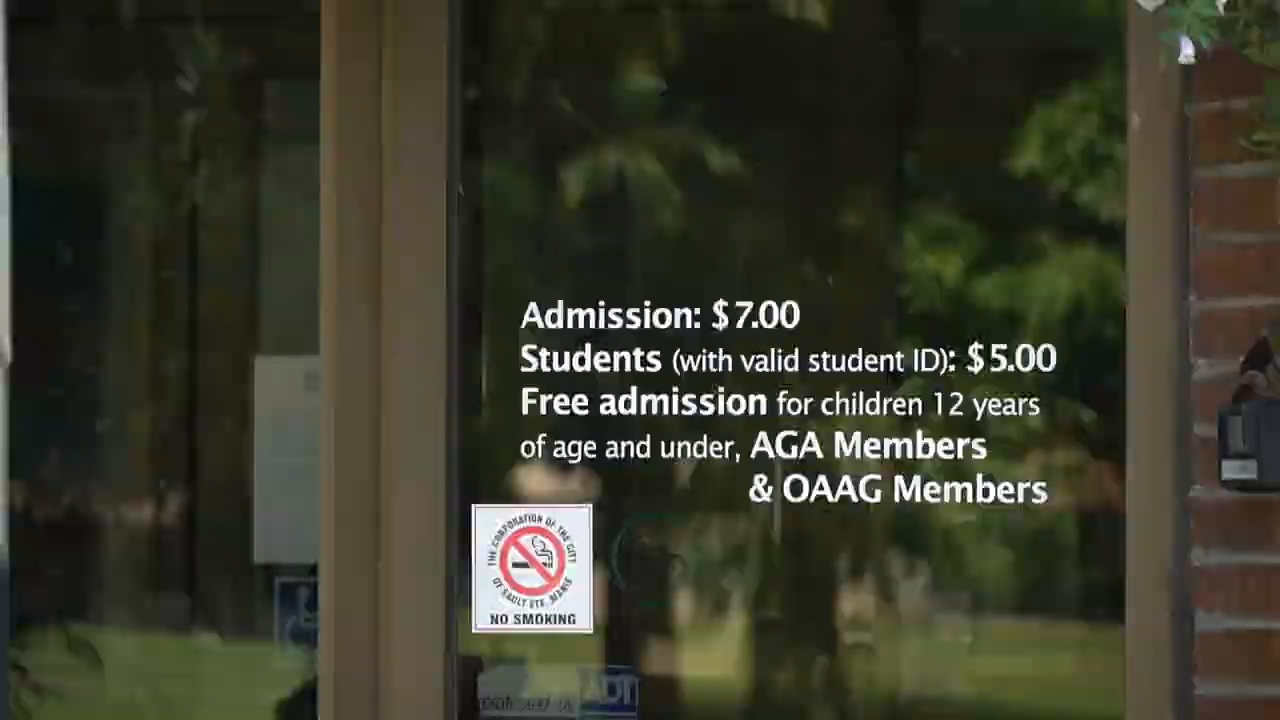 Admission: $7.00
Students (with valid student ID): $5.00
Free admission for children 12 years
of age and under, AGA Members
& OAAG Members
THE CORPORATION OF THE CITY
OF SAULT STE. MARIE
NO SMOKING
ADT